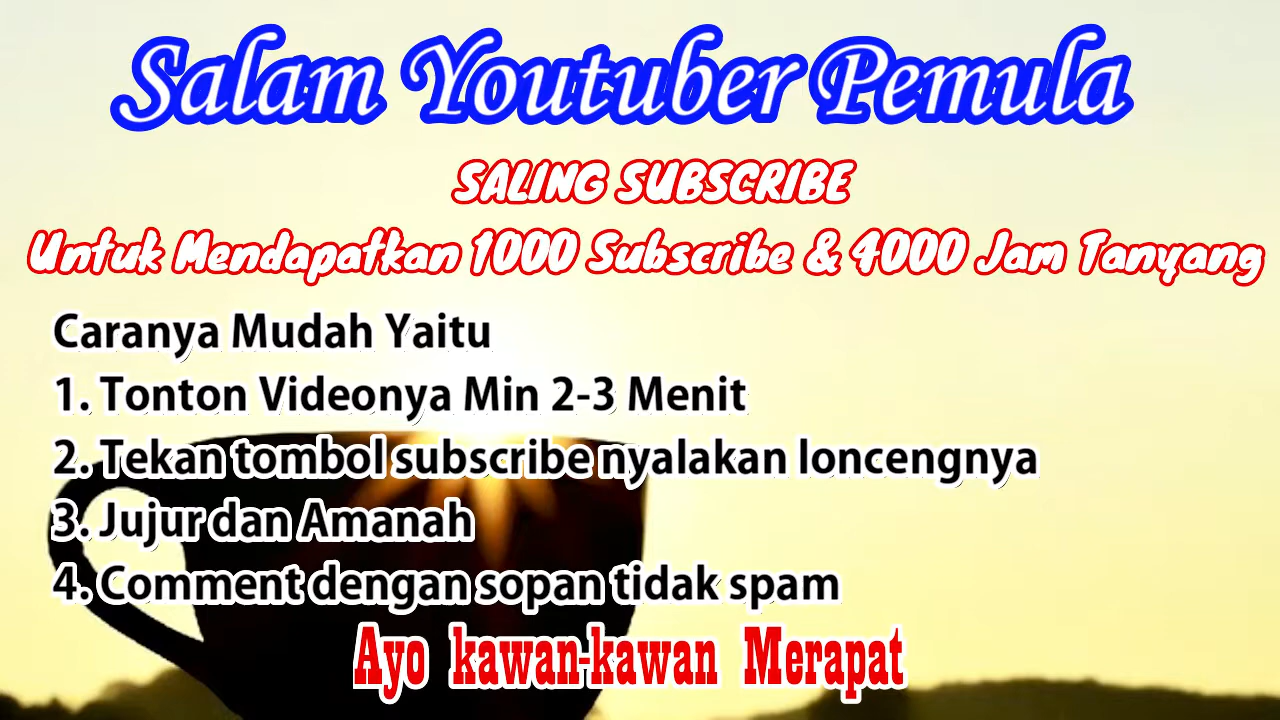 Salam Youtuber Pemula
SALING SUBSCRIBE
Untuk Mendapatkan 1000 Subscribe & 4000 Jam Tanyang
Caranya Mudah Yaitu
1. Tonton Videonya Min 2-3 Menit
2. Tekan tombol subscribe nyalakan loncengnya
3. Jujur dan Amanah
4. Comment dengan sopan tidak spam
Ayo kawan-kawan Merapat